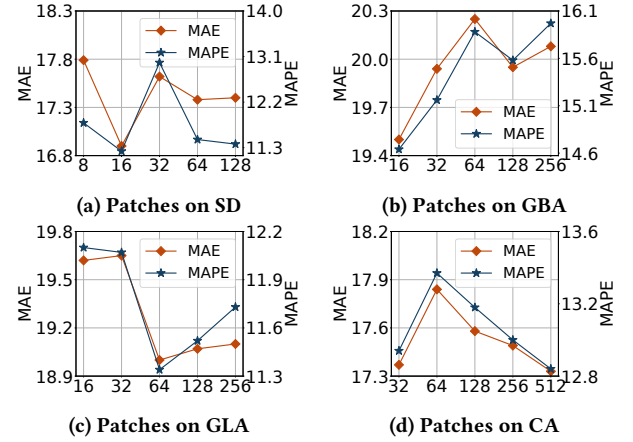 18.3 14.0
17.8 13.1
17.3 12.2
16.8 11.3
MAE
MAPE
MAE
MAPE
8 16 32 64 128
(a) Patches on SD
20.3 16.1
20.0 15.6
19.7 15.1
19.4 14.6
MAE
MAPE
MAE
MAPE
16 32 64 128 256
(b) Patches on GBA
19.8 12.2
19.5 11.9
19.2 11.6
18.9 11.3
MAE
MAPE
MAE
MAPE
16 32 64 128 256
(c) Patches on GLA
18.2 13.6
17.9 13.2
17.6
17.3 12.8
MAE
MAPE
MAE
MAPE
32 64 128 256 512
(d) Patches on CA